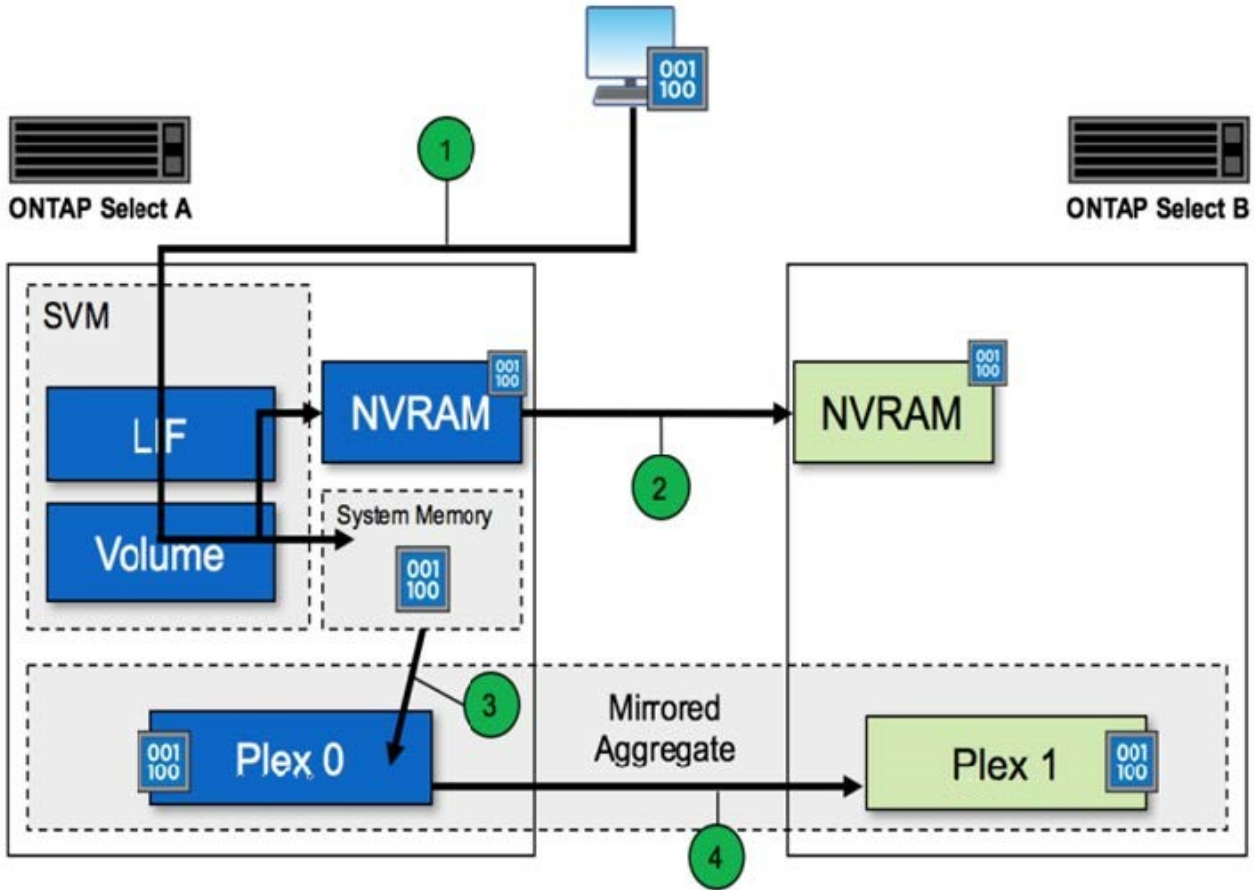 001
100
1
ONTAP Select A
ONTAP Select B
SVM
LIF
NVRAM
001
100
NVRAM
001
100
2
Volume
System Memory
001
100
3
Mirrored
Aggregate
001
100
Plex 0
Plex 1
001
100
4